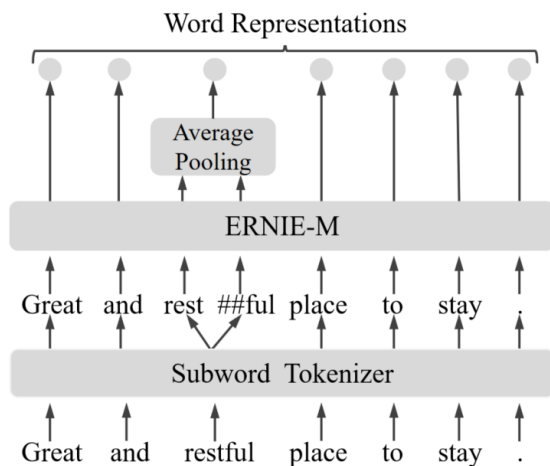 Word Representations
Average
Pooling
ERNIE-M
Great and rest ##ful place to stay .
Subword Tokenizer
Great and restful place to stay .